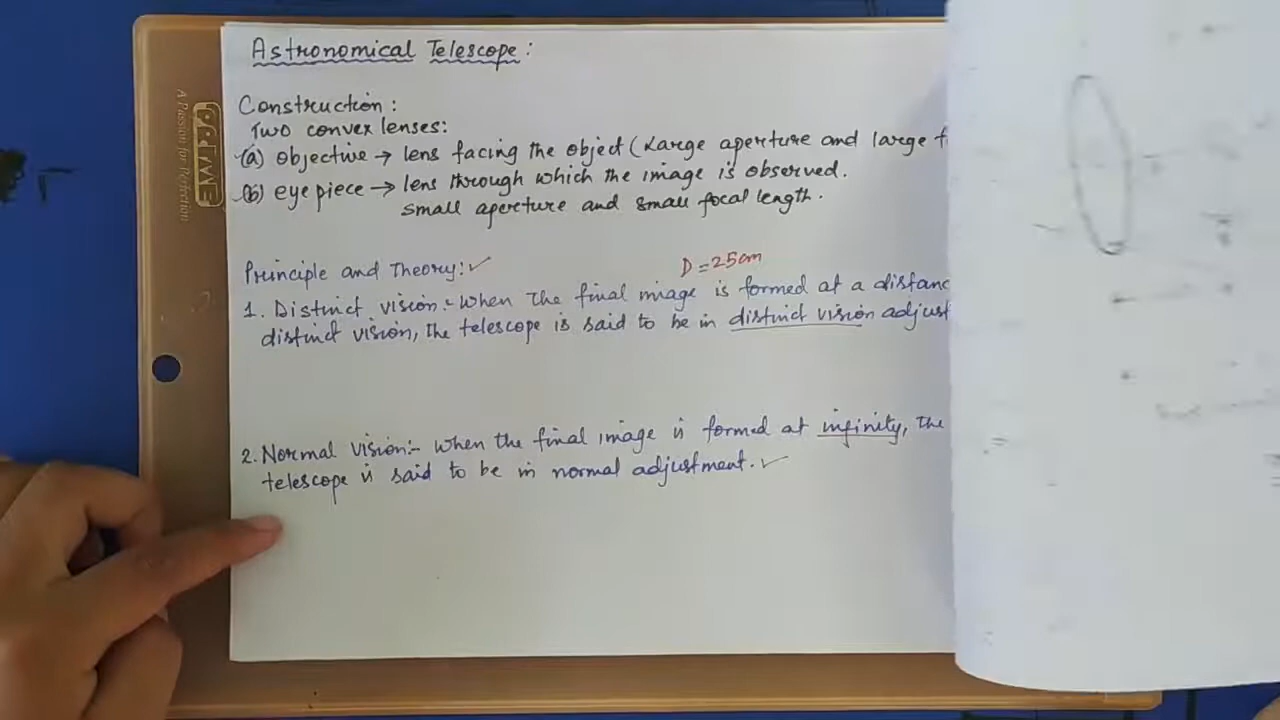 Astronomical Telescope:
Construction:
Two convex lenses:
(a) objective → lens facing the object (Large aperture and large f
(b) eye piece → lens through which the image is observed.
small aperture and small focal length.
Principle and Theory:- ✓
D = 25cm
1. Distinct vision:- When the final image is formed at a distanc
distinct vision, the telescope is said to be in distinct vision adjust
2. Normal vision:- when the final image is formed at infinity, the
telescope is said to be in normal adjustment. ✓
A Passion for Perfection